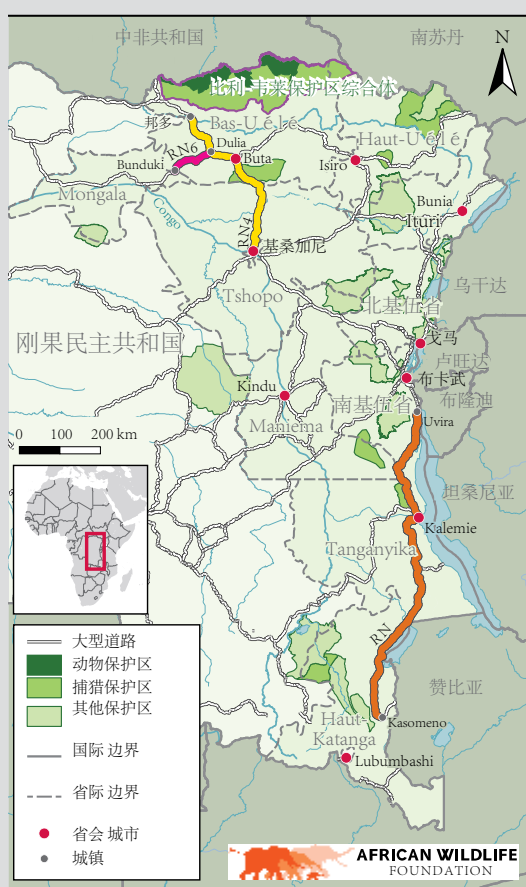 中非共和国
南苏丹
N
比利-韦莱保护区综合体
邦多
Bas-U élé
Haut-U élé
RN6
Dulia
Bunduki
Buta
Isiro
Mongala
Bunia
Ituri
Congo
RN4
基桑加尼
Tshopo
乌干达
北基伍省
刚果民主共和国
戈马
卢旺达
布卡武
Kindu
南基伍省
布隆迪
Maniema
Uvira
0 100 200 km
坦桑尼亚
Kalemie
Tanganyika
RN
大型道路
动物保护区
捕猎保护区
其他保护区
国际 边界
省际 边界
省会 城市
城镇
赞比亚
Haut-
Katanga
Kasomeno
Lubumbashi
AFRICAN WILDLIFE
FOUNDATION